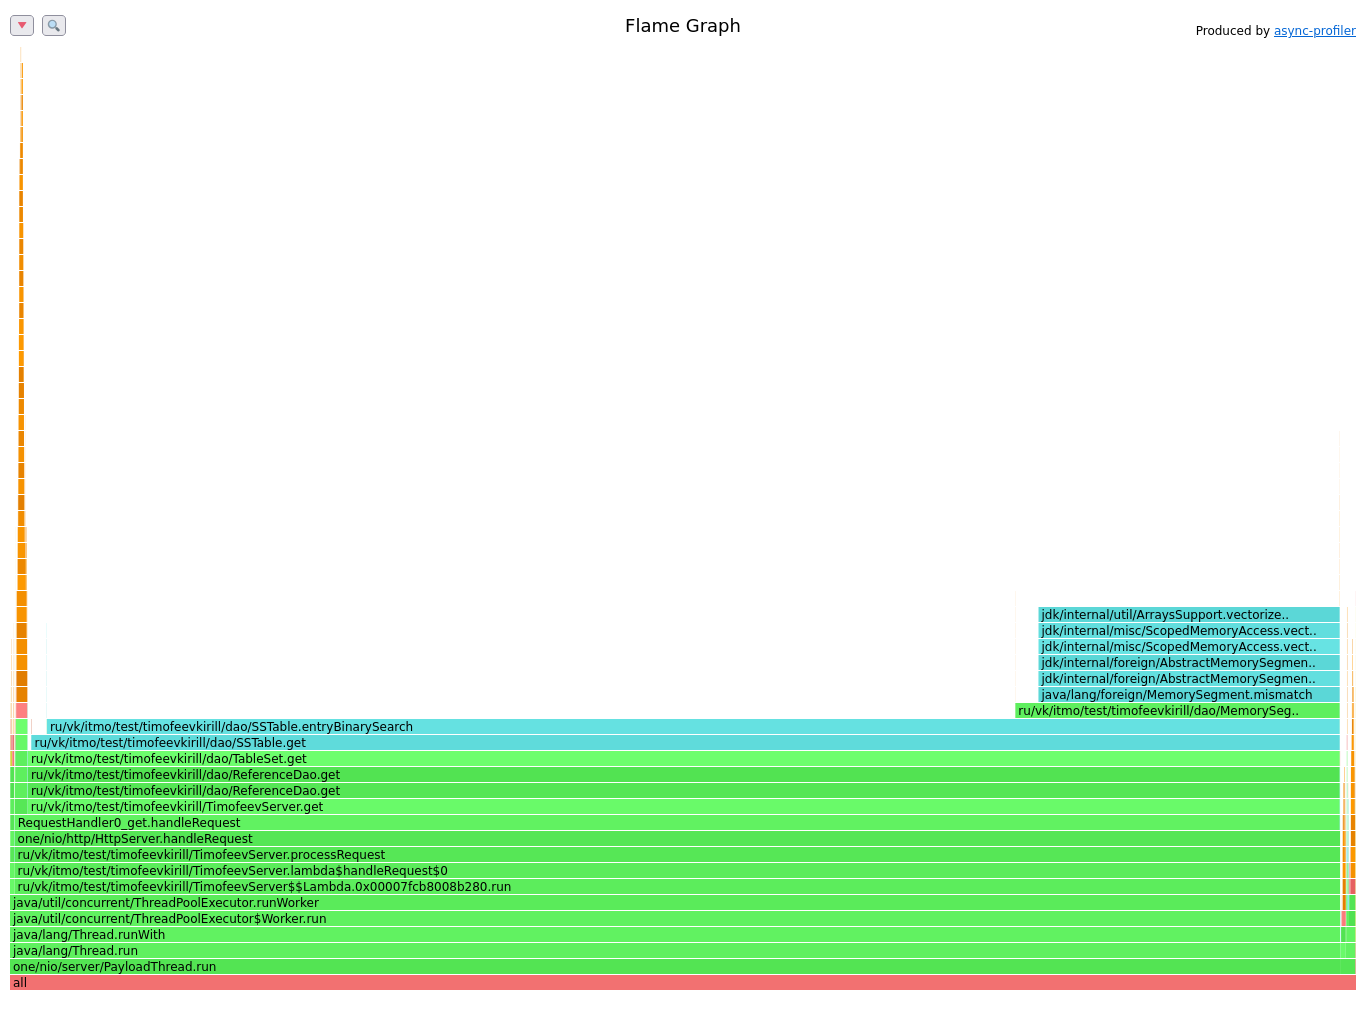 Flame Graph
Produced by async-profiler
jdk/internal/util/ArraysSupport.vectorize..
jdk/internal/misc/ScopedMemoryAccess.vect..
jdk/internal/misc/ScopedMemoryAccess.vect..
jdk/internal/foreign/AbstractMemorySegmen..
jdk/internal/foreign/AbstractMemorySegmen..
java/lang/foreign/MemorySegment.mismatch
ru/vk/itmo/test/timofeevkirill/dao/MemorySeg..
ru/vk/itmo/test/timofeevkirill/dao/SSTable.entryBinarySearch
ru/vk/itmo/test/timofeevkirill/dao/SSTable.get
ru/vk/itmo/test/timofeevkirill/dao/TableSet.get
ru/vk/itmo/test/timofeevkirill/dao/ReferenceDao.get
ru/vk/itmo/test/timofeevkirill/dao/ReferenceDao.get
ru/vk/itmo/test/timofeevkirill/TimofeevServer.get
RequestHandler0_get.handleRequest
one/nio/http/HttpServer.handleRequest
ru/vk/itmo/test/timofeevkirill/TimofeevServer.processRequest
ru/vk/itmo/test/timofeevkirill/TimofeevServer.lambda$handleRequest$0
ru/vk/itmo/test/timofeevkirill/TimofeevServer$$Lambda.0x00007fcb8008b280.run
java/util/concurrent/ThreadPoolExecutor.runWorker
java/util/concurrent/ThreadPoolExecutor$Worker.run
java/lang/Thread.runWith
java/lang/Thread.run
one/nio/server/PayloadThread.run
all